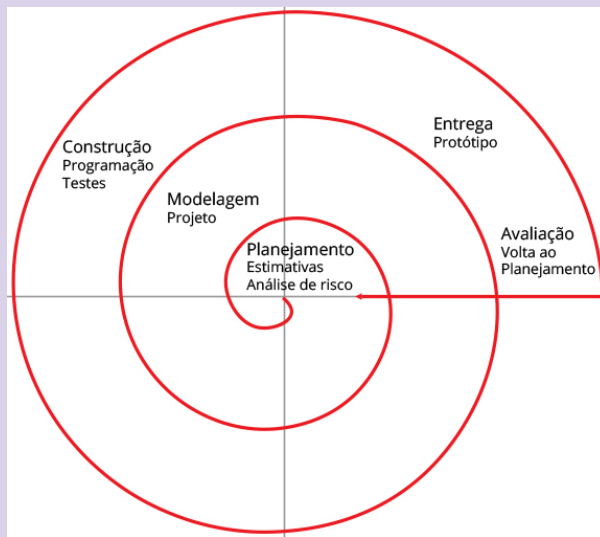 Construção
Programação
Testes
Modelagem
Projeto
Planejamento
Estimativas
Análise de risco
Entrega
Protótipo
Avaliação
Volta ao
Planejamento